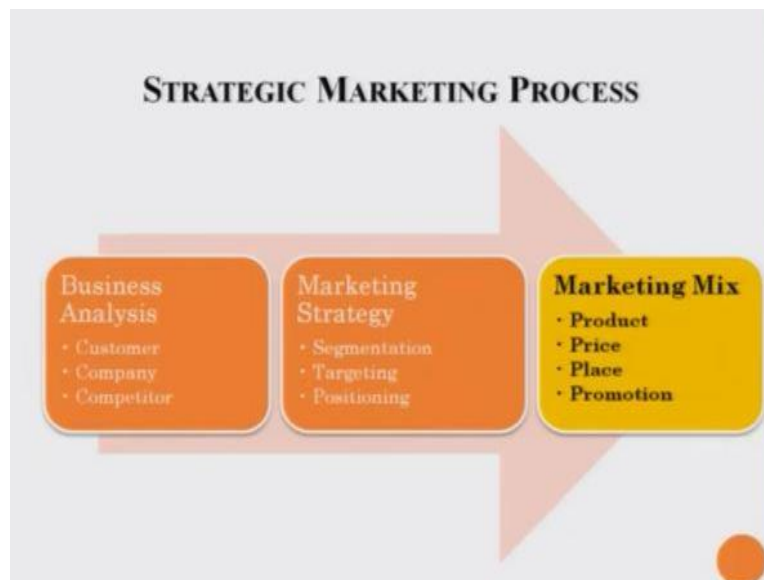 STRATEGIC MARKETING PROCESS
Business
Analysis
· Customer
· Company
· Competitor
Marketing
Strategy
· Segmentation
· Targeting
· Positioning
Marketing Mix
· Product
· Price
· Place
· Promotion